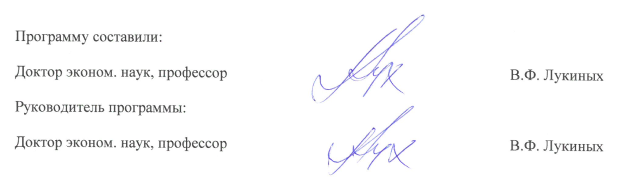 Программу составили:
Доктор эконом. наук, профессор В.Ф. Лукиных
Руководитель программы:
Доктор эконом. наук, профессор В.Ф. Лукиных